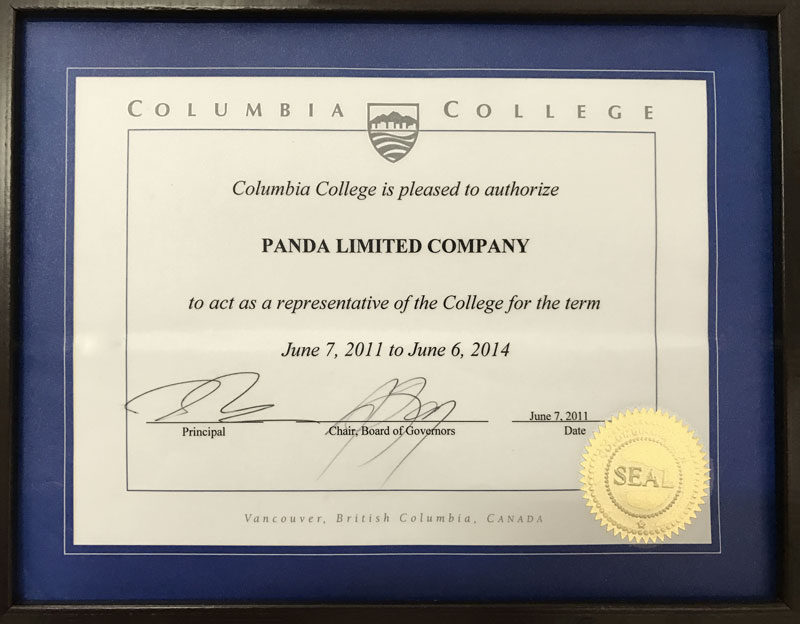 COLUMBIA COLLEGE
Columbia College is pleased to authorize
PANDA LIMITED COMPANY
to act as a representative of the College for the term
June 7, 2011 to June 6, 2014
June 7, 2011
Principal Chair, Board of Governors Date
SEAL
Vancouver, British Columbia, CANADA